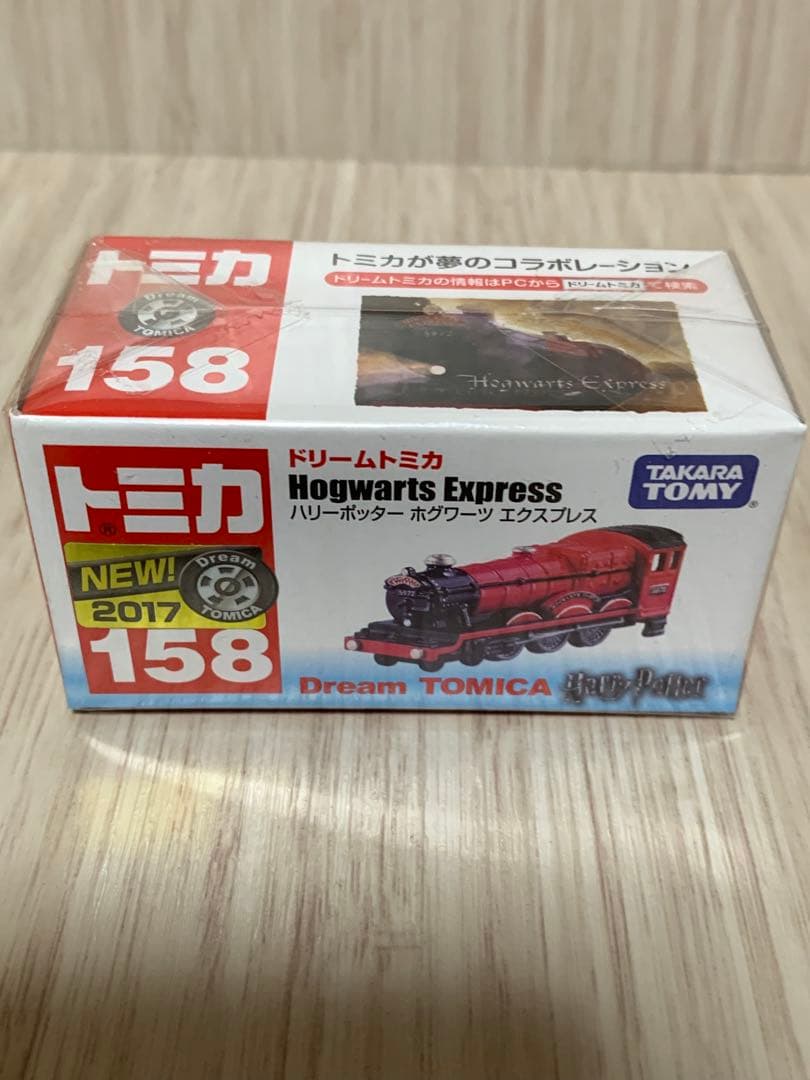 トミカ
Dream
TOMICA
158
トミカが夢のコラボレーション
ドリームトミカの情報はPCから ドリームトミカ で検索
Hogwarts Express
トミカ®
NEW!
2017
Dream
TOMICA
158
ドリームトミカ
Hogwarts Express
ハリーポッター ホグワーツ エクスプレス
TAKARA
TOMY®
5972
Dream TOMICA
Harry Potter